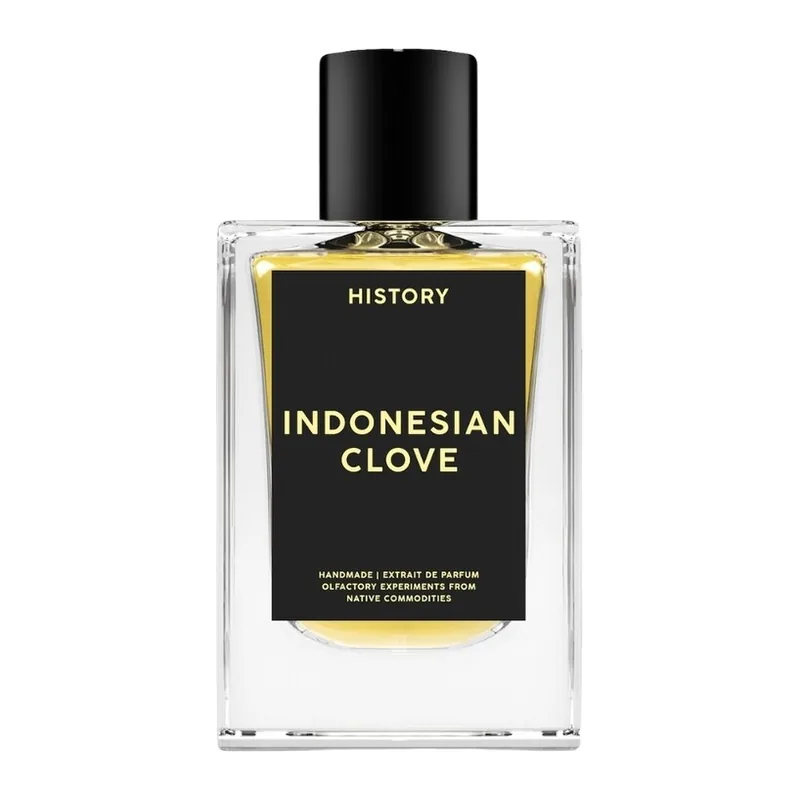 HISTORY
INDONESIAN
CLOVE
HANDMADE | EXTRAIT DE PARFUM
OLFACTORY EXPERIMENTS FROM
NATIVE COMMODITIES